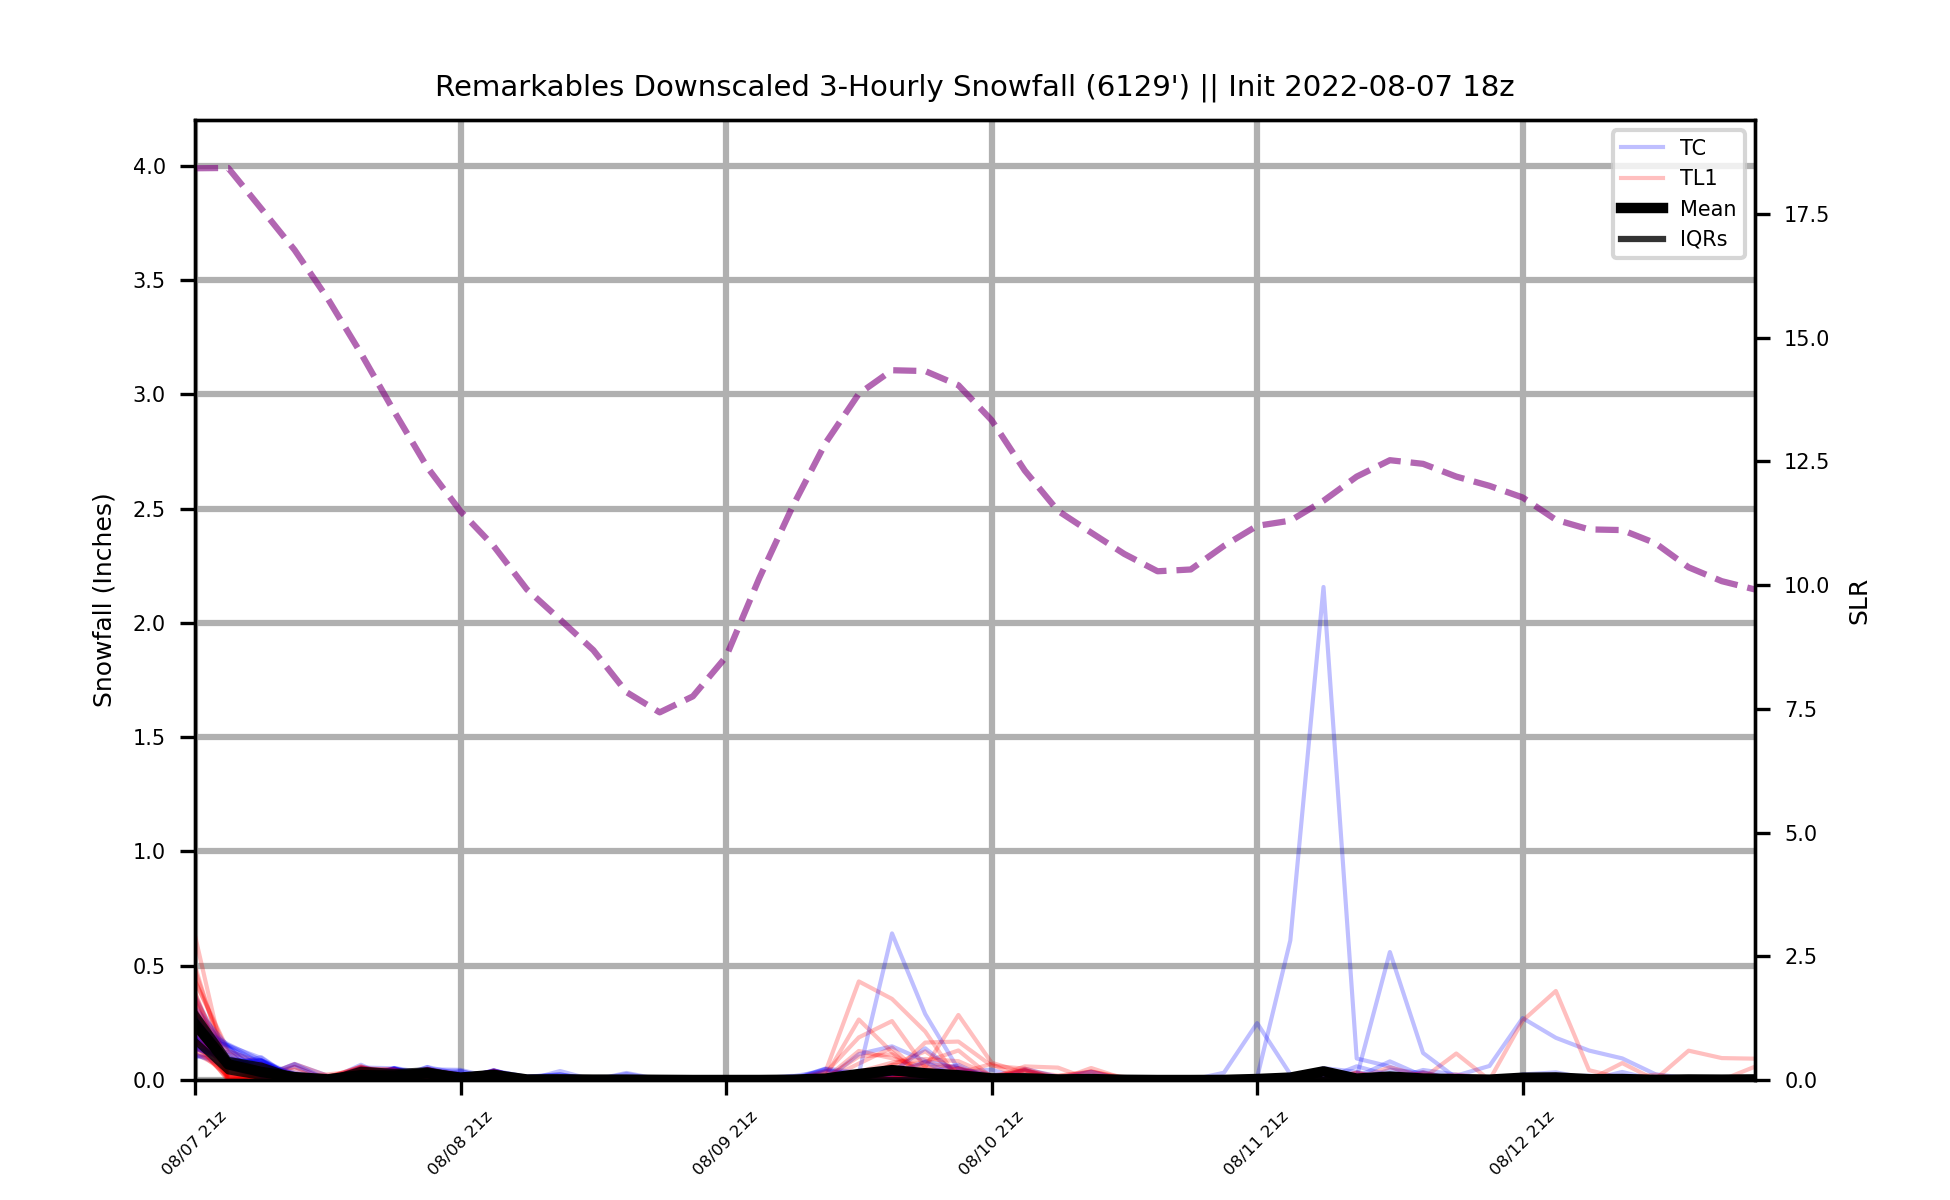 Remarkables Downscaled 3-Hourly Snowfall (6129') || Init 2022-08-07 18z
TC
TL1
Mean
IQRs
Snowfall (Inches)
4.0
3.5
3.0
2.5
2.0
1.5
1.0
0.5
0.0
17.5
15.0
12.5
10.0
7.5
5.0
2.5
0.0
SLR
08/07 21z
08/08 21z
08/09 21z
08/10 21z
08/11 21z
08/12 21z